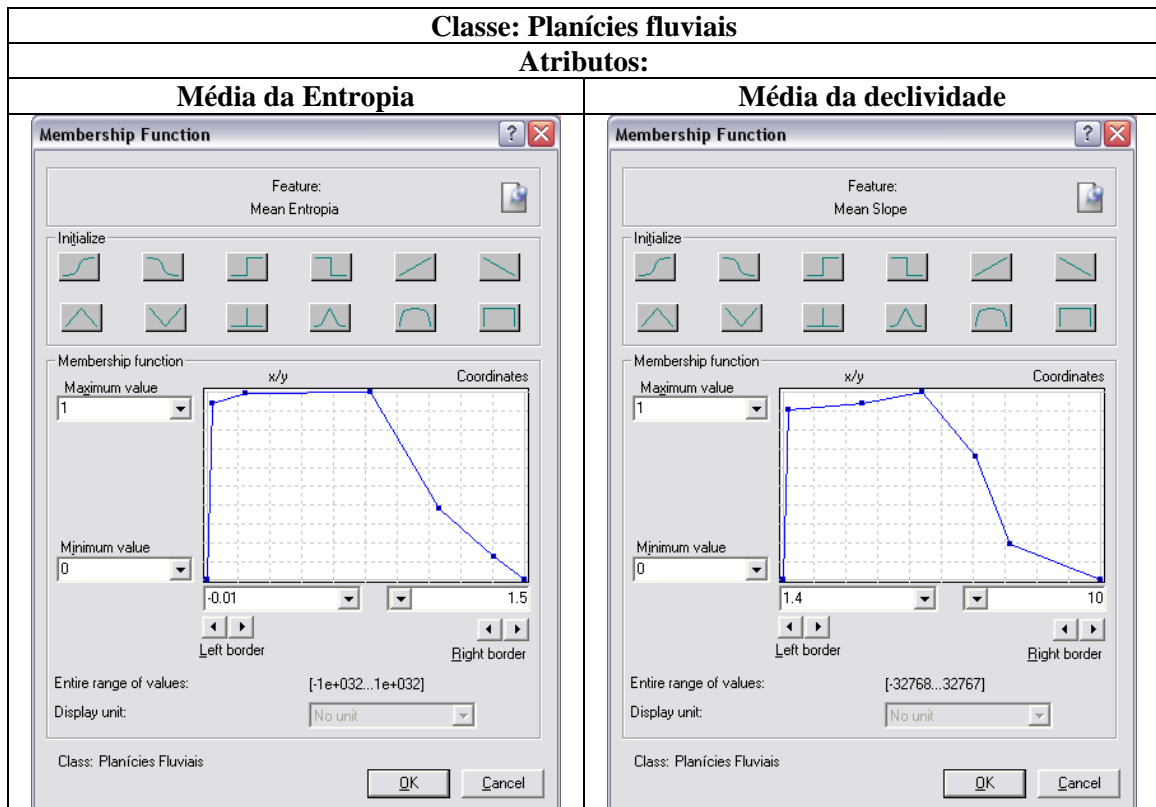 Classe: Planícies fluviais
Atributos:
Média da Entropia
Média da declividade
Membership Function
Feature:
Mean Entropia
Initialize
Membership function
x/y
Coordinates
Maximum value
1
Minimum value
0
-0.01
1.5
Left border
Right border
Entire range of values:
[-1e+032...1e+032]
Display unit:
No unit
Class: Planícies Fluviais
OK
Cancel
Membership Function
Feature:
Mean Slope
Initialize
Membership function
x/y
Coordinates
Maximum value
1
Minimum value
0
1.4
10
Left border
Right border
Entire range of values:
[-32768...32767]
Display unit:
No unit
Class: Planícies Fluviais
OK
Cancel